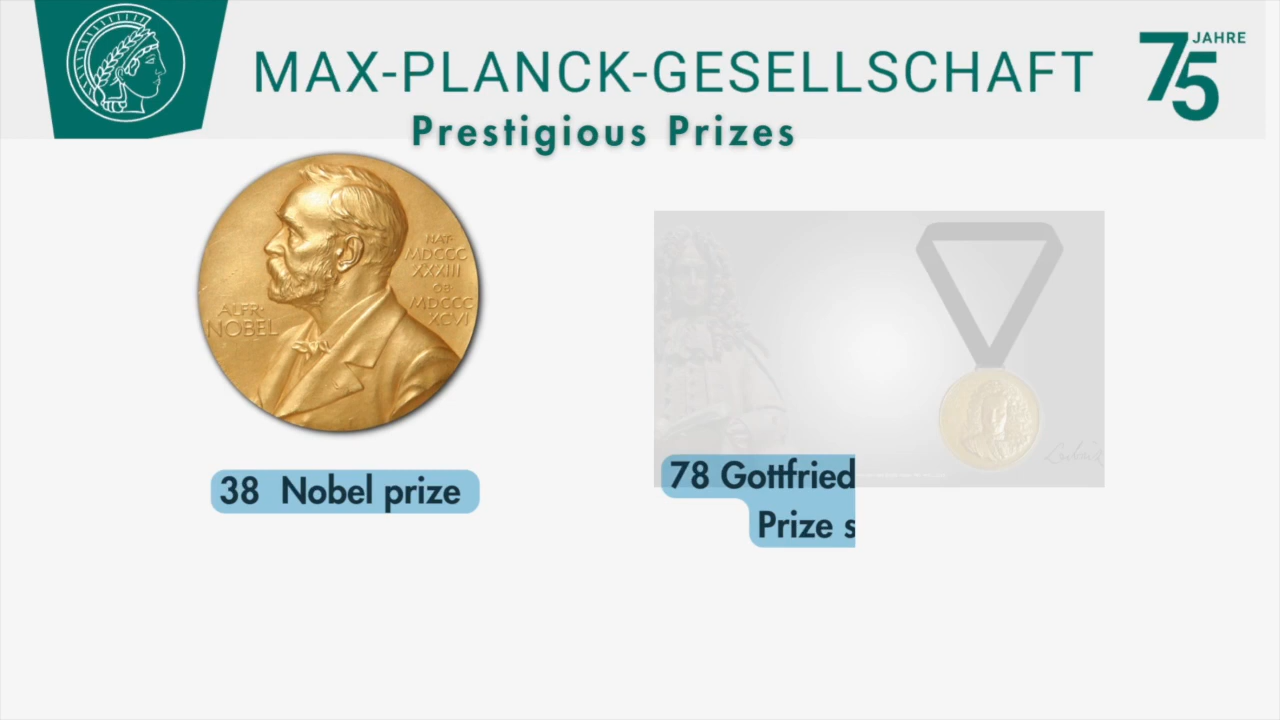 MAX-PLANCK-GESELLSCHAFT
75 JAHRE
Prestigious Prizes
NAT-
MDCCC
XXXIII
OB-
MDCCC
XCVI
ALFR-
NOBEL
38 Nobel prize
78 Gottfried
Prize s